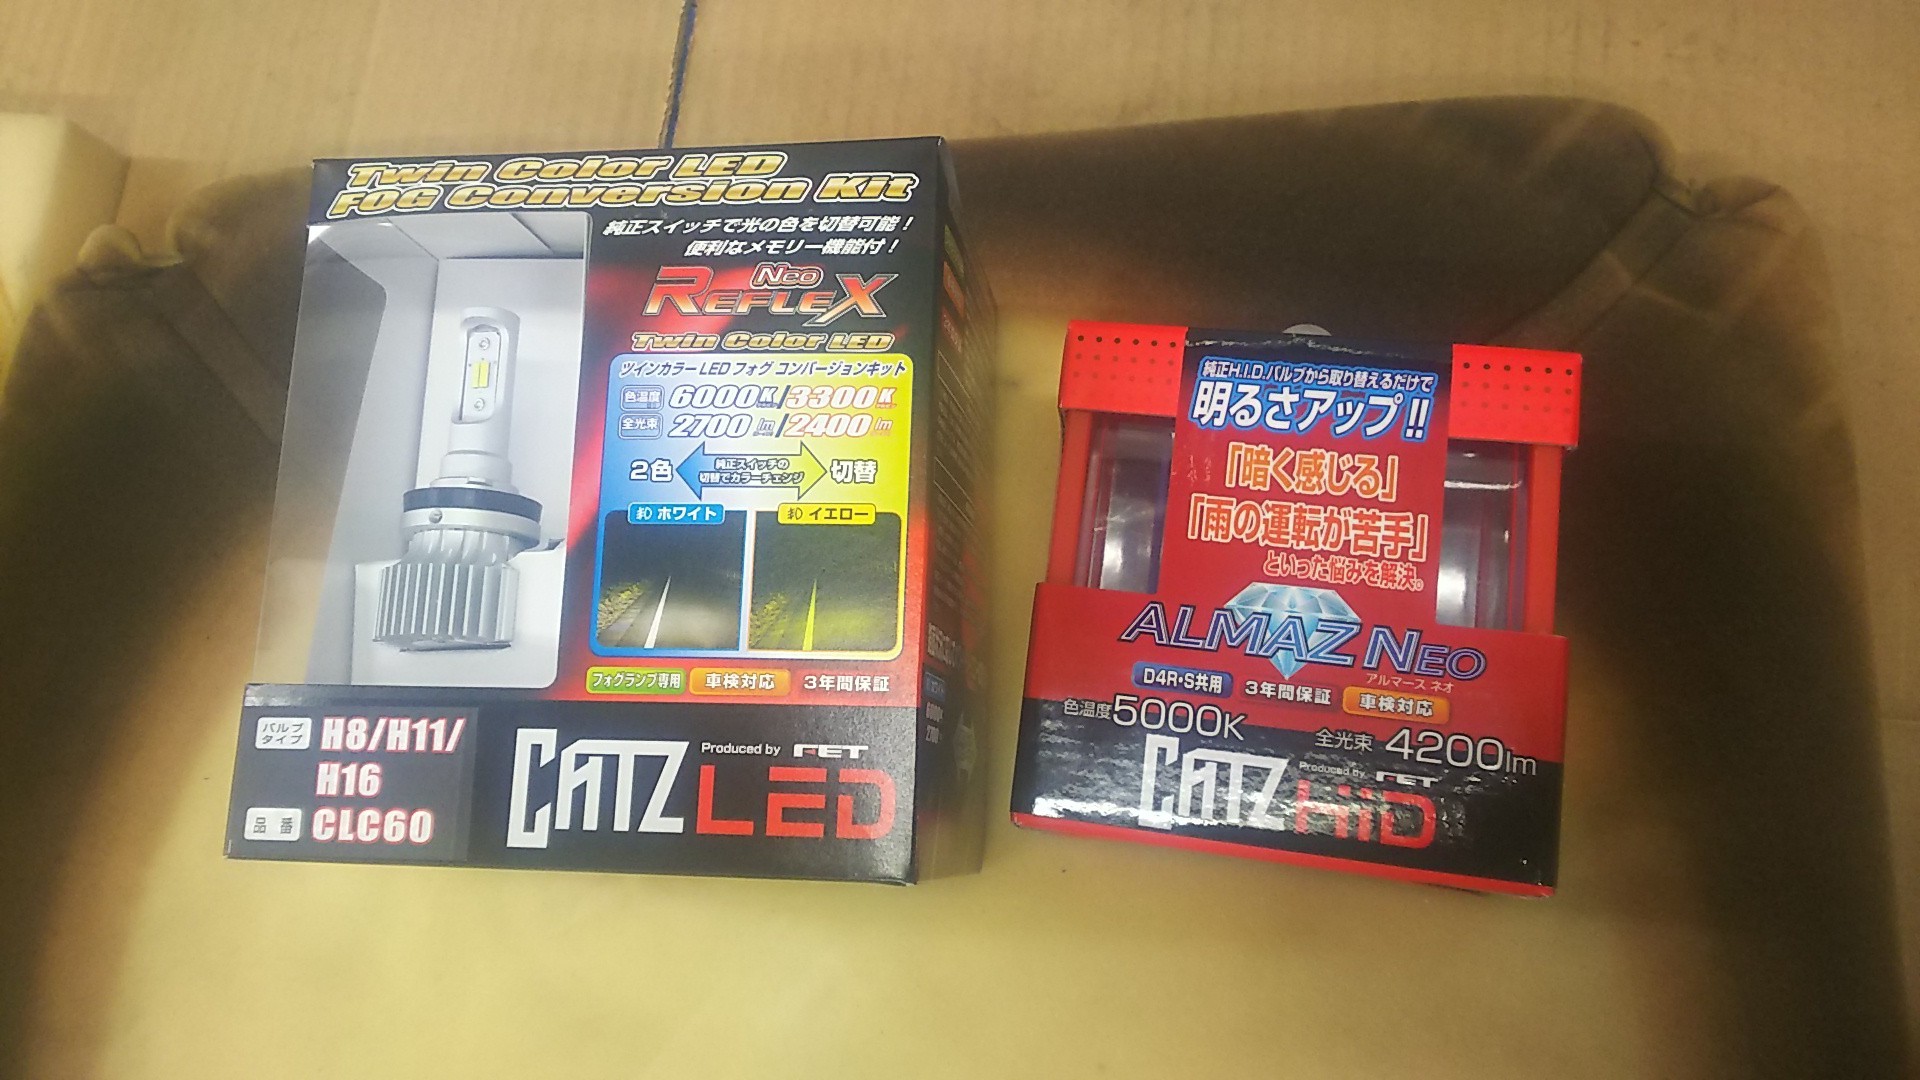 Twin Color LED
FOG Conversion Kit
純正スイッチで光の色を切替可能！
便利なメモリー機能付！
Neo
REFLEX
Twin Color LED
ツインカラー LED フォグ コンバージョンキット
色温度 6000K/3300K
全光束 2700lm/2400lm
2色 純正スイッチの 切替
切替でカラーチェンジ
ホワイト イエロー
フォグランプ専用 車検対応 3年間保証
バルブ
タイプ H8/H11/
H16
品番 CLC60
Produced by FET
CATZ LED
純正H.I.D.バルブから取り替えるだけで
明るさアップ!!
「暗く感じる」
「雨の運転が苦手」
といった悩みを解決。
ALMAZ NEO
アルマース ネオ
D4R・S共用 3年間保証 車検対応
色温度 5000K 全光束 4200lm
Produced by FET
CATZ HiD